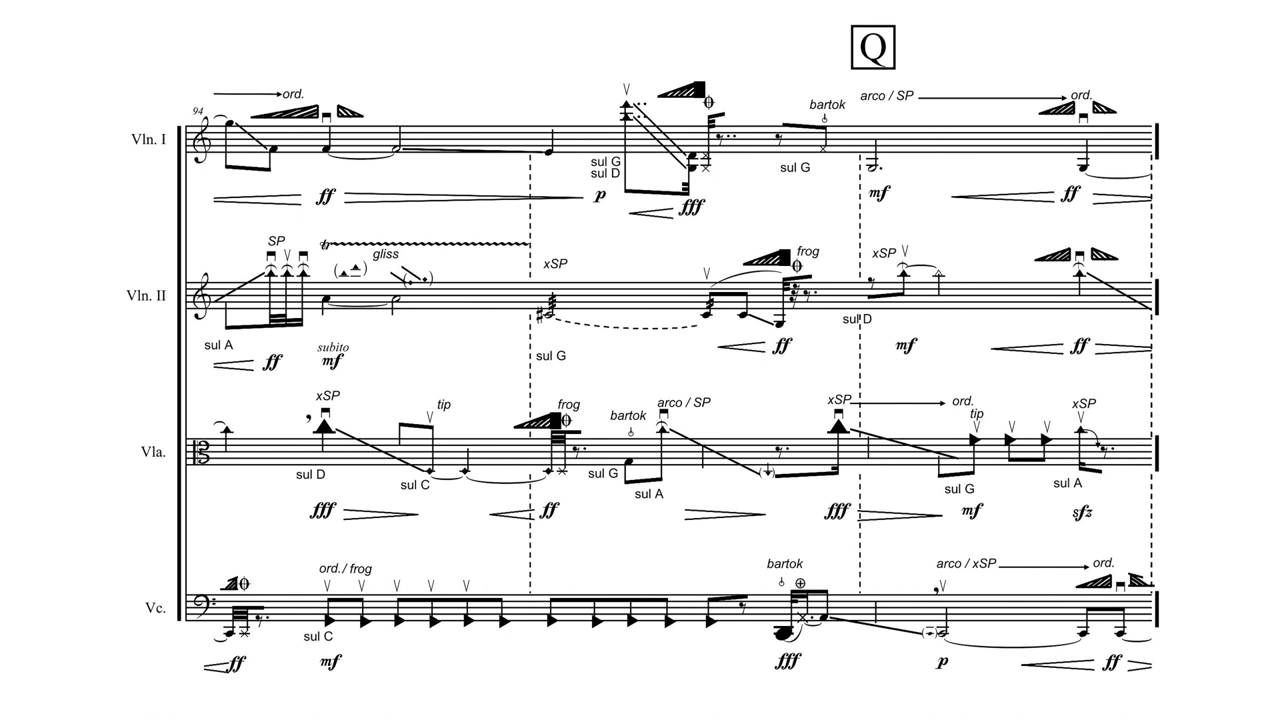 Q
ord.
94
bartok
arco / SP
ord.
Vln. I
sul G
sul D
sul G
ff
p
fff
mf
ff
SP
tr
gliss
xSP
frog
xSP
Vln. II
sul A
sul G
sul D
ff
subito
mf
ff
mf
ff
xSP
tip
frog
bartok
arco / SP
xSP
ord.
tip
xSP
Vla.
sul D
sul C
sul G
sul A
sul G
sul A
fff
ff
fff
mf
sfz
ord. / frog
bartok
arco / xSP
ord.
Vc.
sul C
ff
mf
fff
p
ff